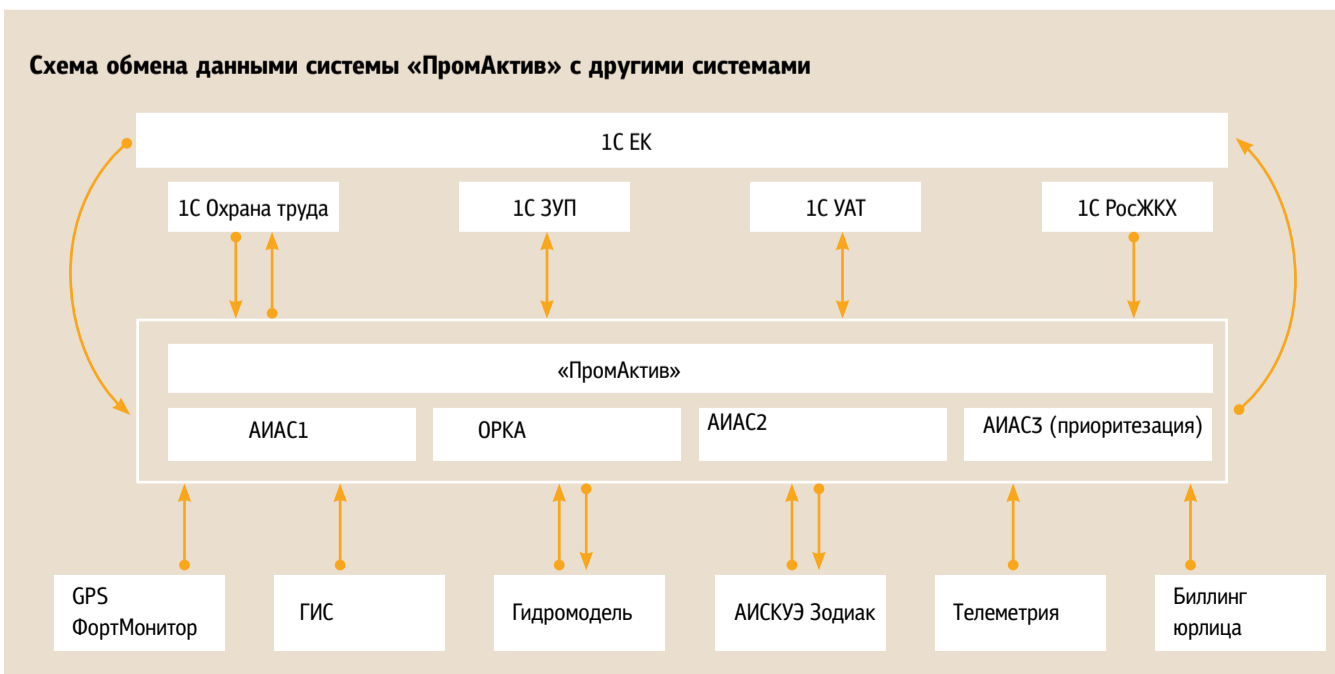 Схема обмена данными системы «ПромАктив» с другими системами
1С ЕК
1С Охрана труда
1С ЗУП
1С УАТ
1С РосЖКХ
«ПромАктив»
АИАС1
ОРКА
АИАС2
АИАС3 (приоритезация)
GPS
ФортМонитор
ГИС
Гидромодель
АИСКУЭ Зодиак
Телеметрия
Биллинг
юрлица